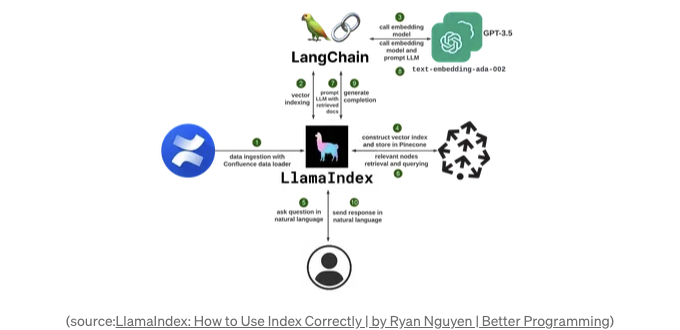 3
call embedding
model
call embedding
model and
prompt LLM
8
GPT-3.5
text-embedding-ada-002
LangChain
2
vector
indexing
7
prompt
LLM with
retrieved
docs
9
generate
completion
1
data ingestion with
Confluence data loader
LlamaIndex
4
construct vector index
and store in Pinecone
relevant nodes
retrieval and querying
6
5
ask question in
natural language
10
send response in
natural language
(source:LlamaIndex: How to Use Index Correctly | by Ryan Nguyen | Better Programming)